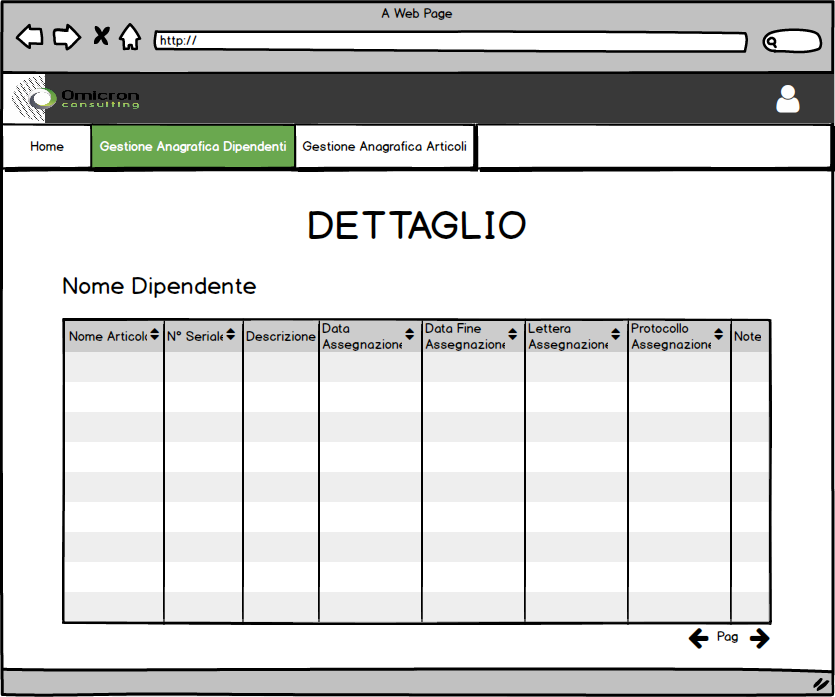 A Web Page
http://
Omicron
consulting
Home
Gestione Anagrafica Dipendenti
Gestione Anagrafica Articoli
DETTAGLIO
Nome Dipendente
Nome Articolo
N° Seriale
Descrizione
Data
Assegnazione
Data Fine
Assegnazione
Lettera
Assegnazione
Protocollo
Assegnazione
Note
Pag